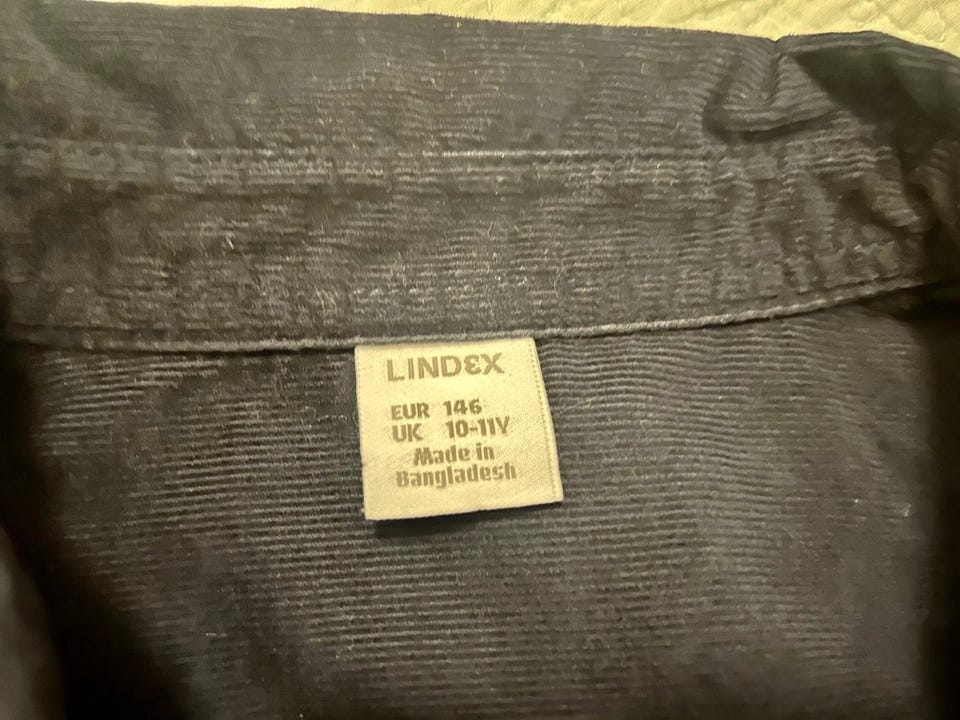 LINDEX
EUR 146
UK 10-11Y
Made in
Bangladesh